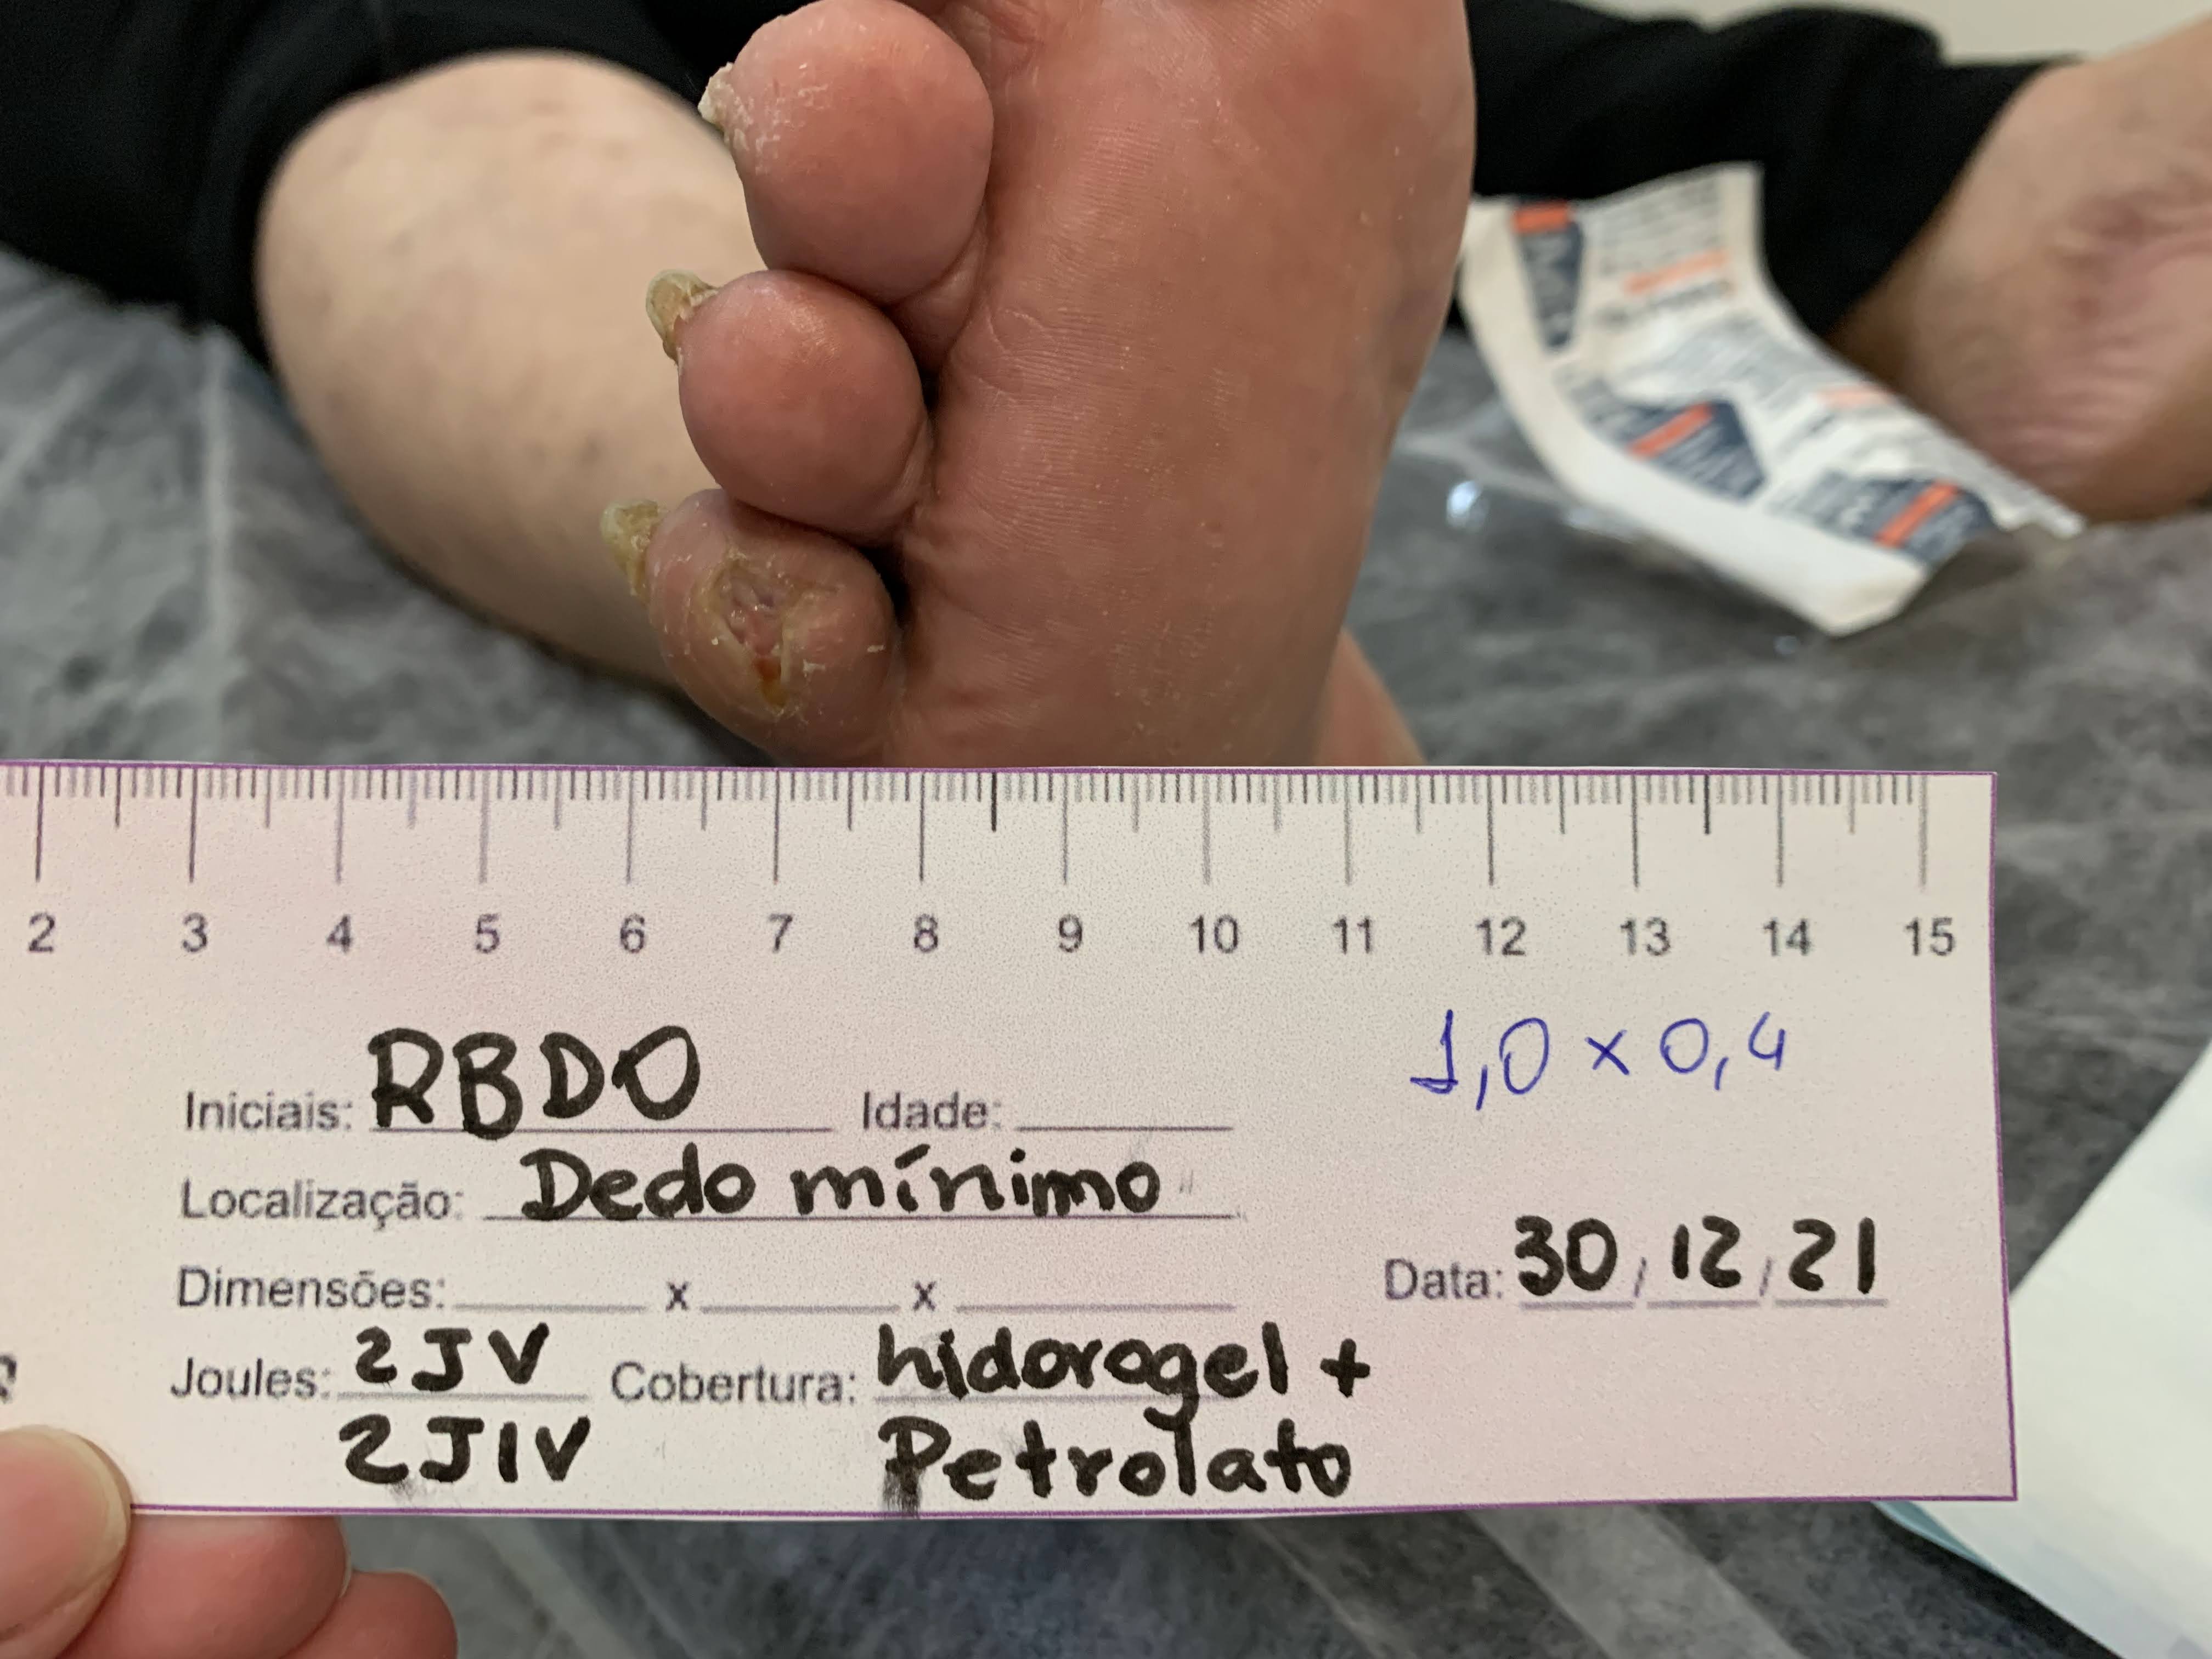 2 3 4 5 6 7 8 9 10 11 12 13 14 15
1,0 x 0,4
Iniciais: RBDO Idade:
Localização: Dedo mínimo
Dimensões: x x
Data: 30/12/21
Joules: 2JV Cobertura: hidorogel +
2JIV Petrolato